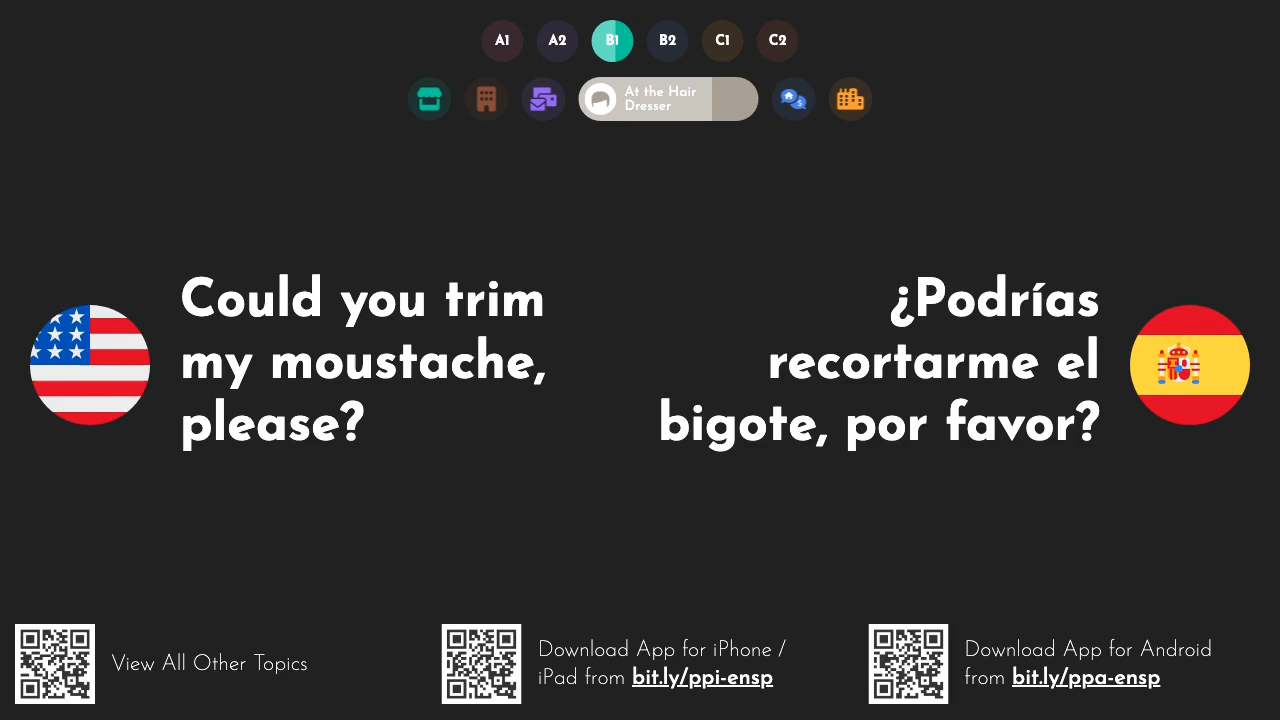 A1 A2 B1 B2 C1 C2
At the Hair
Dresser
Could you trim
my moustache,
please?
¿Podrías
recortarme el
bigote, por favor?
View All Other Topics
Download App for iPhone /
iPad from bit.ly/ppi-ensp
Download App for Android
from bit.ly/ppa-ensp